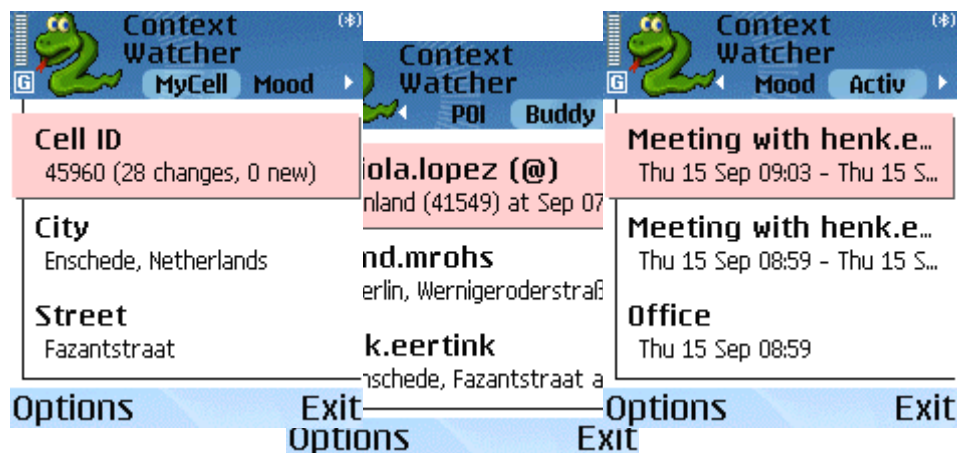 Context
Watcher
G
MyCell Mood
Cell ID
45960 (28 changes, 0 new)
City
Enschede, Netherlands
Street
Fazantstraat
Options Exit
Context
Watcher
POI Buddy
iola.lopez (@)
nland (41549) at Sep 07
nd.mrohs
erlin, Wernigeroderstraß
k.eertink
nschede, Fazantstraat a
Options Exit
Context
Watcher
G
Mood Activ
Meeting with henk.e...
Thu 15 Sep 09:03 - Thu 15 S...
Meeting with henk.e...
Thu 15 Sep 08:59 - Thu 15 S...
Office
Thu 15 Sep 08:59
Options Exit